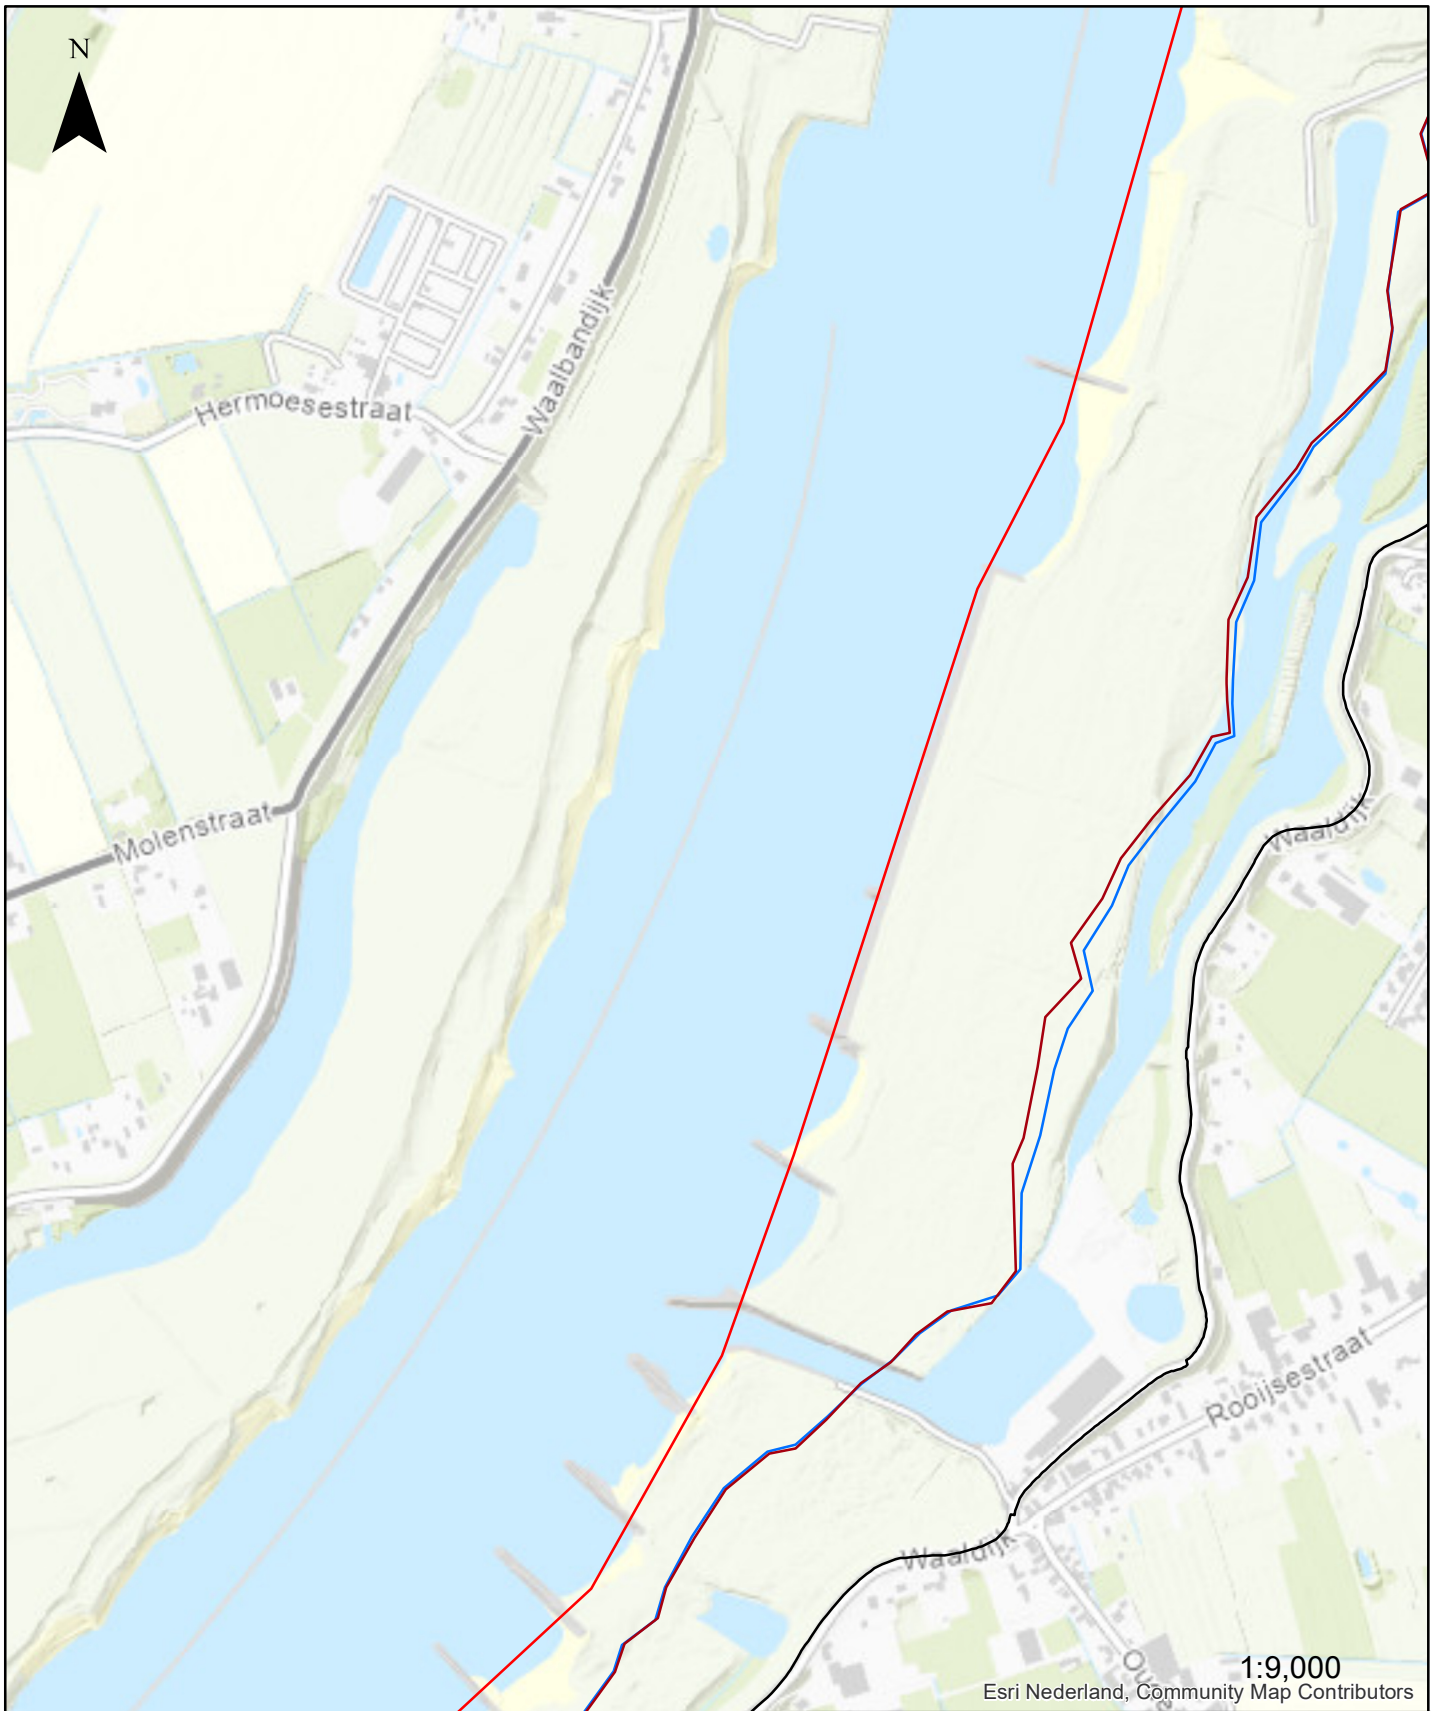 N
Waalbandijk
Hermoesestraat
Molenstraat
Waaldijk
Rooijsestraat
Waaldijk
1:9,000
Esri Nederland, Community Map Contributors